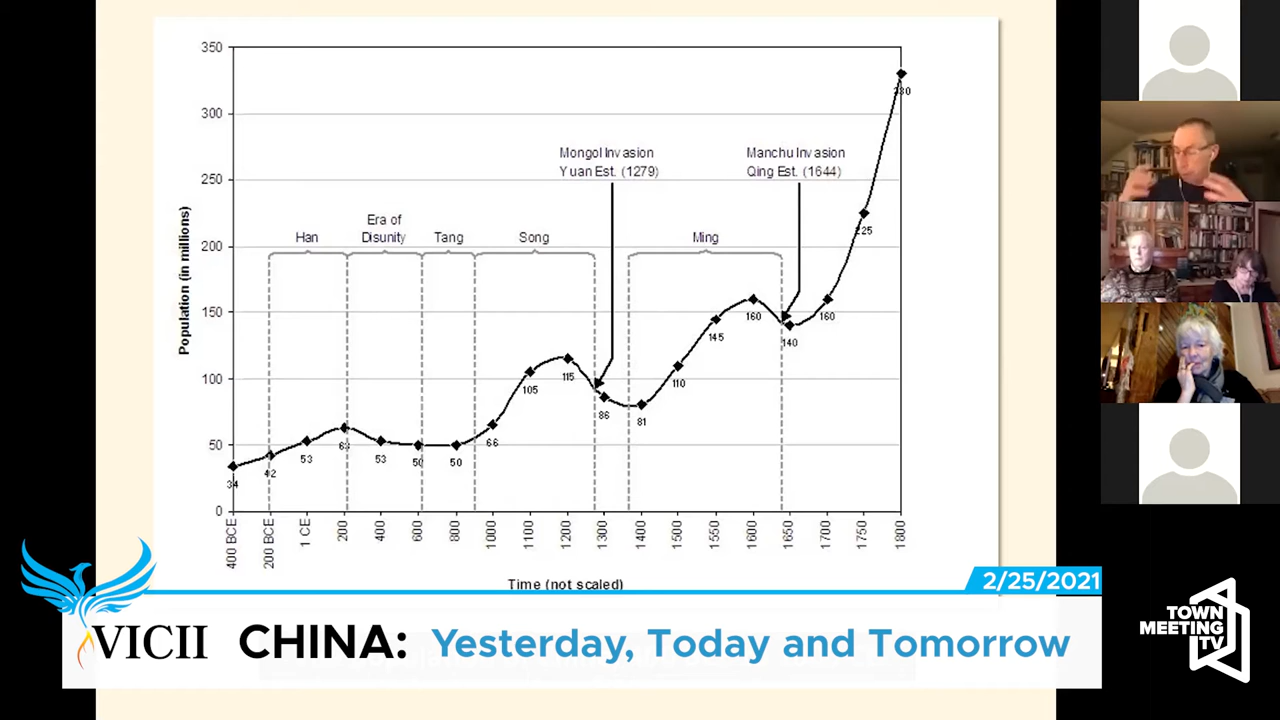 350
300
250
200
150
100
50
0
Population (in millions)
Mongol Invasion
Yuan Est. (1279)
Manchu Invasion
Qing Est. (1644)
Han
Era of
Disunity
Tang
Song
Ming
34
42
53
63
53
50
50
66
105
115
86
81
110
145
160
140
160
225
330
400 BCE
200 BCE
1 CE
200
400
600
800
1000
1100
1200
1300
1400
1500
1550
1600
1650
1700
1750
1800
Time (not scaled)
2/25/2021
VICII
CHINA: Yesterday, Today and Tomorrow
TOWN
MEETING
TV